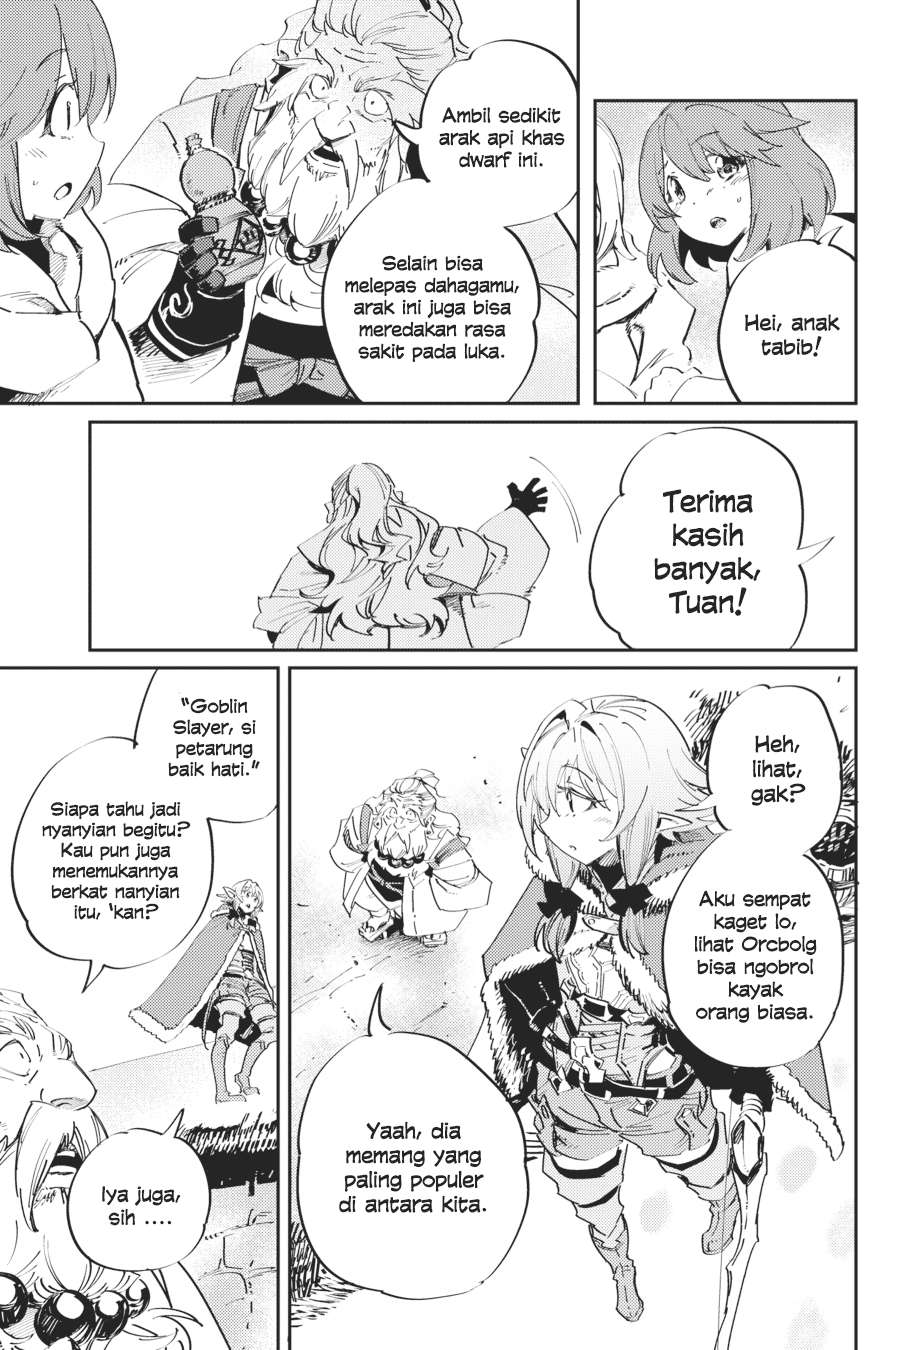 Hei, anak
tabib!
Ambil sedikit
arak api khas
dwarf ini.
Selain bisa
melepas dahagamu,
arak ini juga bisa
meredakan rasa
sakit pada luka.
Terima
kasih
banyak,
Tuan!
Heh,
lihat,
gak?
Aku sempat
kaget lo,
lihat Orcbolg
bisa ngobrol
kayak
orang biasa.
Yaah, dia
memang yang
paling populer
di antara kita.
"Goblin
Slayer, si
petarung
baik hati."
Siapa tahu jadi
nyanyian begitu?
Kau pun juga
menemukannya
berkat nanyian
itu, 'kan?
Iya juga,
sih ....